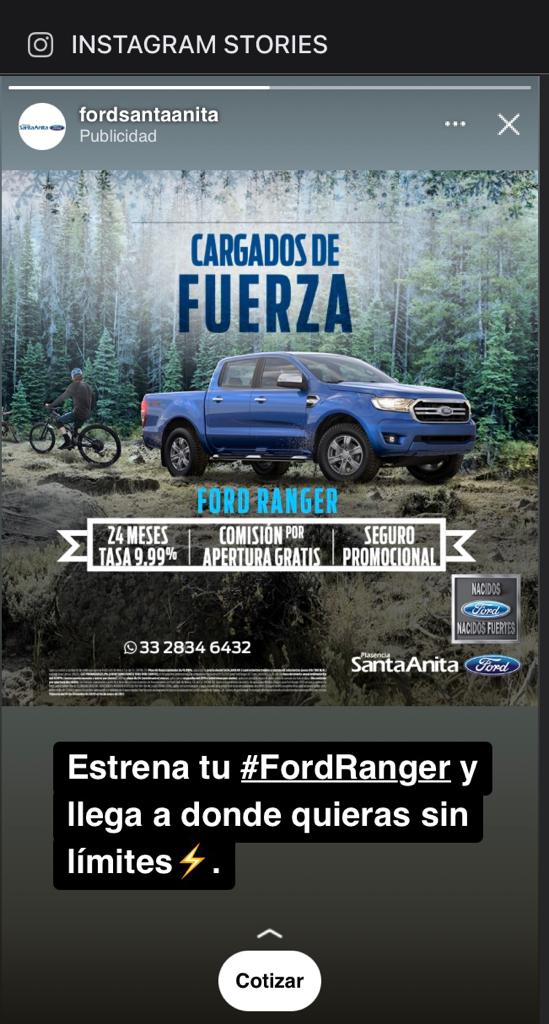 INSTAGRAM STORIES
fordsantaanita
Publicidad
CARGADOS DE
FUERZA
FORD RANGER
24 MESES
TASA 9.99%
COMISIÓN POR
APERTURA GRATIS
SEGURO
PROMOCIONAL
NACIDOS
Ford
NACIDOS FUERTES
33 2834 6432
Plasencia
SantaAnita Ford
Estrena tu #FordRanger y
llega a donde quieras sin
límites⚡.
Cotizar